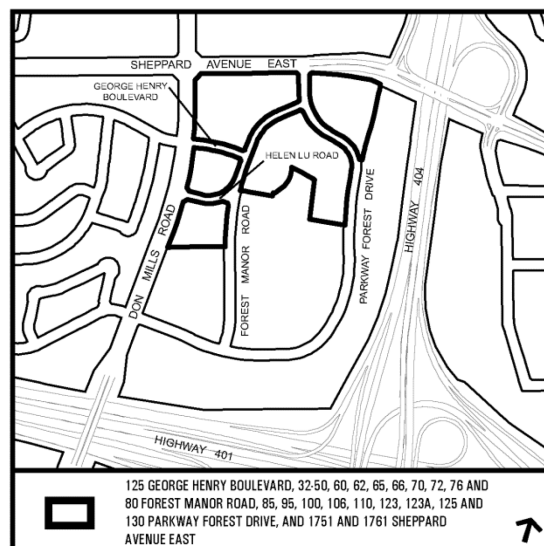 SHEPPARD AVENUE EAST
GEORGE HENRY
BOULEVARD
HELEN LU ROAD
DON MILLS ROAD
FOREST MANOR ROAD
PARKWAY FOREST DRIVE
HIGHWAY 404
HIGHWAY 401
125 GEORGE HENRY BOULEVARD, 32-50, 60, 62, 65, 66, 70, 72, 76 AND
80 FOREST MANOR ROAD, 85, 95, 100, 106, 110, 123, 123A, 125 AND
130 PARKWAY FOREST DRIVE, AND 1751 AND 1761 SHEPPARD
AVENUE EAST